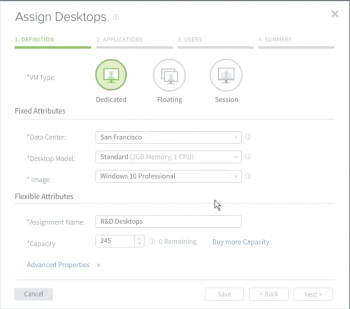 Assign Desktops
1. DEFINITION 2. APPLICATIONS 3. USERS 4. SUMMARY
*VM Type:
Dedicated Floating Session
Fixed Attributes
*Data Center: San Francisco
*Desktop Model: Standard (2GB Memory, 1 CPU)
* Image: Windows 10 Professional
Flexible Attributes
*Assignment Name: R&D Desktops
*Capacity 245 0 Remaining Buy more Capacity
Advanced Properties
Cancel Save < Back Next >